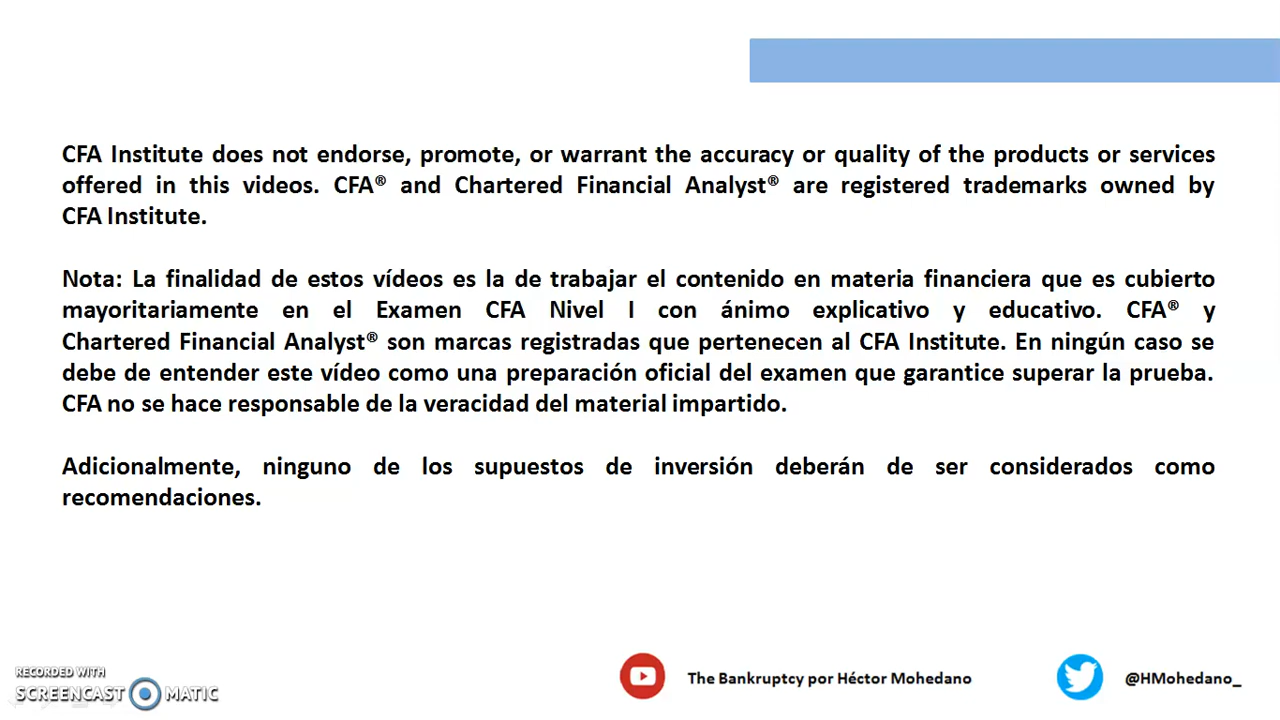 CFA Institute does not endorse, promote, or warrant the accuracy or quality of the products or services
offered in this videos. CFA® and Chartered Financial Analyst® are registered trademarks owned by
CFA Institute.
Nota: La finalidad de estos vídeos es la de trabajar el contenido en materia financiera que es cubierto
mayoritariamente en el Examen CFA Nivel I con ánimo explicativo y educativo. CFA® y
Chartered Financial Analyst® son marcas registradas que pertenecen al CFA Institute. En ningún caso se
debe de entender este vídeo como una preparación oficial del examen que garantice superar la prueba.
CFA no se hace responsable de la veracidad del material impartido.
Adicionalmente, ninguno de los supuestos de inversión deberán de ser considerados como
recomendaciones.
RECORDED WITH
SCREENCAST MATIC
The Bankruptcy por Héctor Mohedano
@HMohedano_